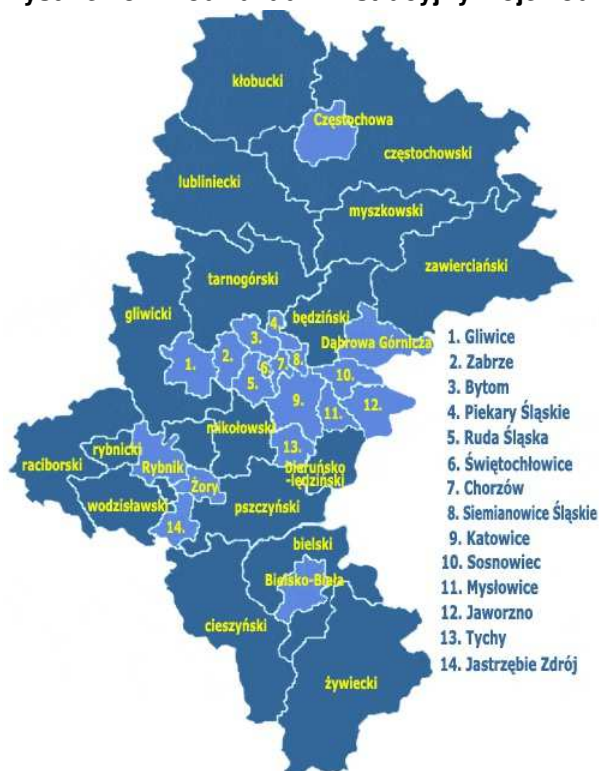 kłobucki
Częstochowa
częstochowski
lubliniecki
myszkowski
zawierciański
tarnogórski
gliwicki
będziński
Dąbrowa Górnicza
4.
3.
2.
1.
6.
7.
8.
5.
10.
9.
11.
12.
mikołowski
13.
rybnicki
raciborski
Rybnik
bieruńsko
-lędziński
Żory
wodzisławski
pszczyński
14.
bielski
Bielsko-Biała
cieszyński
żywiecki
1. Gliwice
2. Zabrze
3. Bytom
4. Piekary Śląskie
5. Ruda Śląska
6. Świętochłowice
7. Chorzów
8. Siemianowice Śląskie
9. Katowice
10. Sosnowiec
11. Mysłowice
12. Jaworzno
13. Tychy
14. Jastrzębie Zdrój